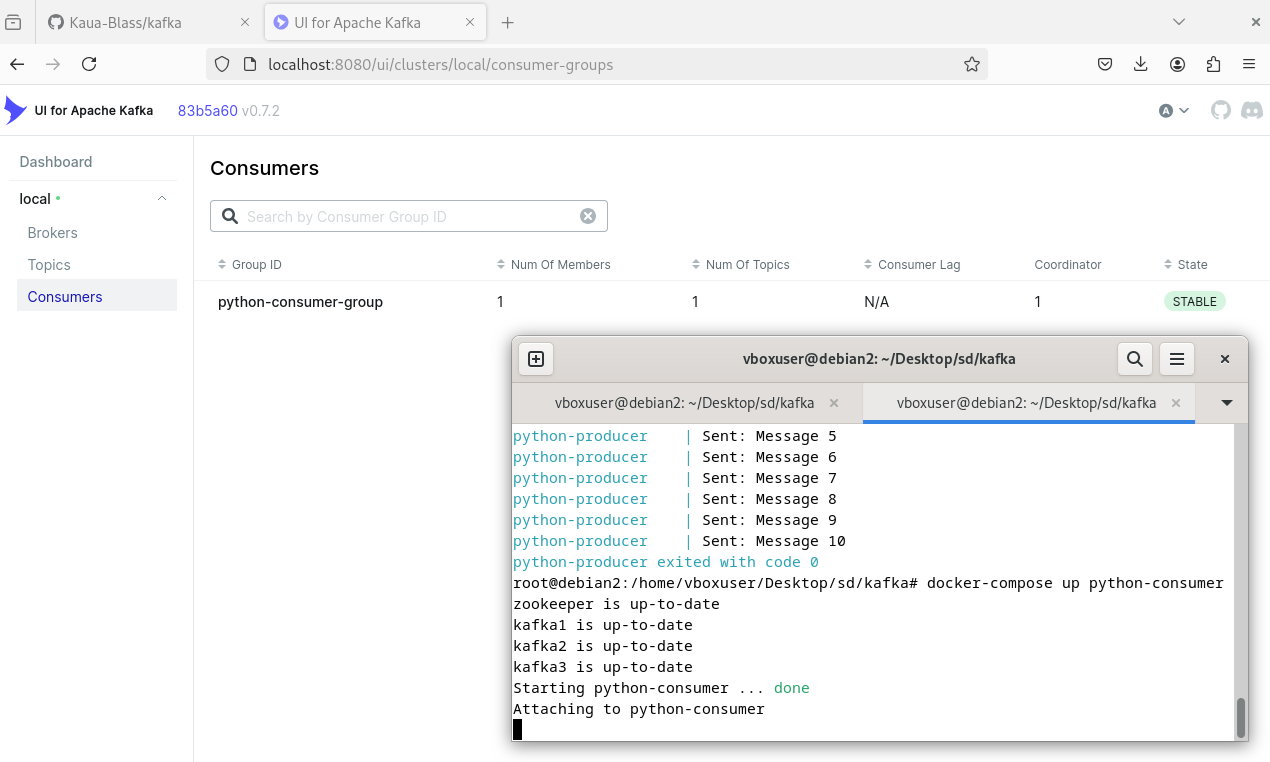 Kaua-Blass/kafka
UI for Apache Kafka
localhost:8080/ui/clusters/local/consumer-groups
UI for Apache Kafka 83b5a60 v0.7.2
A
Dashboard
local
Brokers
Topics
Consumers
Consumers
Search by Consumer Group ID
Group ID Num Of Members Num Of Topics Consumer Lag Coordinator State
python-consumer-group 1 1 N/A 1 STABLE
vboxuser@debian2: ~/Desktop/sd/kafka
vboxuser@debian2: ~/Desktop/sd/kafka vboxuser@debian2: ~/Desktop/sd/kafka
python-producer | Sent: Message 5
python-producer | Sent: Message 6
python-producer | Sent: Message 7
python-producer | Sent: Message 8
python-producer | Sent: Message 9
python-producer | Sent: Message 10
python-producer exited with code 0
root@debian2:/home/vboxuser/Desktop/sd/kafka# docker-compose up python-consumer
zookeeper is up-to-date
kafka1 is up-to-date
kafka2 is up-to-date
kafka3 is up-to-date
Starting python-consumer ... done
Attaching to python-consumer